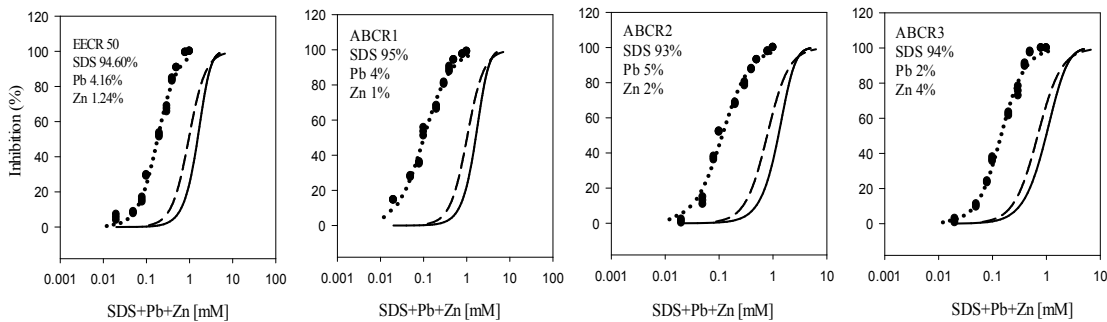 120
100
80
60
40
20
0
Inhibition (%)
EECR 50
SDS 94.60%
Pb 4.16%
Zn 1.24%
0.001 0.01 0.1 1 10 100
SDS+Pb+Zn [mM]
120
100
80
60
40
20
0
ABCR1
SDS 95%
Pb 4%
Zn 1%
0.001 0.01 0.1 1 10 100
SDS+Pb+Zn [mM]
120
100
80
60
40
20
0
ABCR2
SDS 93%
Pb 5%
Zn 2%
0.001 0.01 0.1 1 10
SDS+Pb+Zn [mM]
120
100
80
60
40
20
0
ABCR3
SDS 94%
Pb 2%
Zn 4%
0.001 0.01 0.1 1 10
SDS+Pb+Zn [mM]